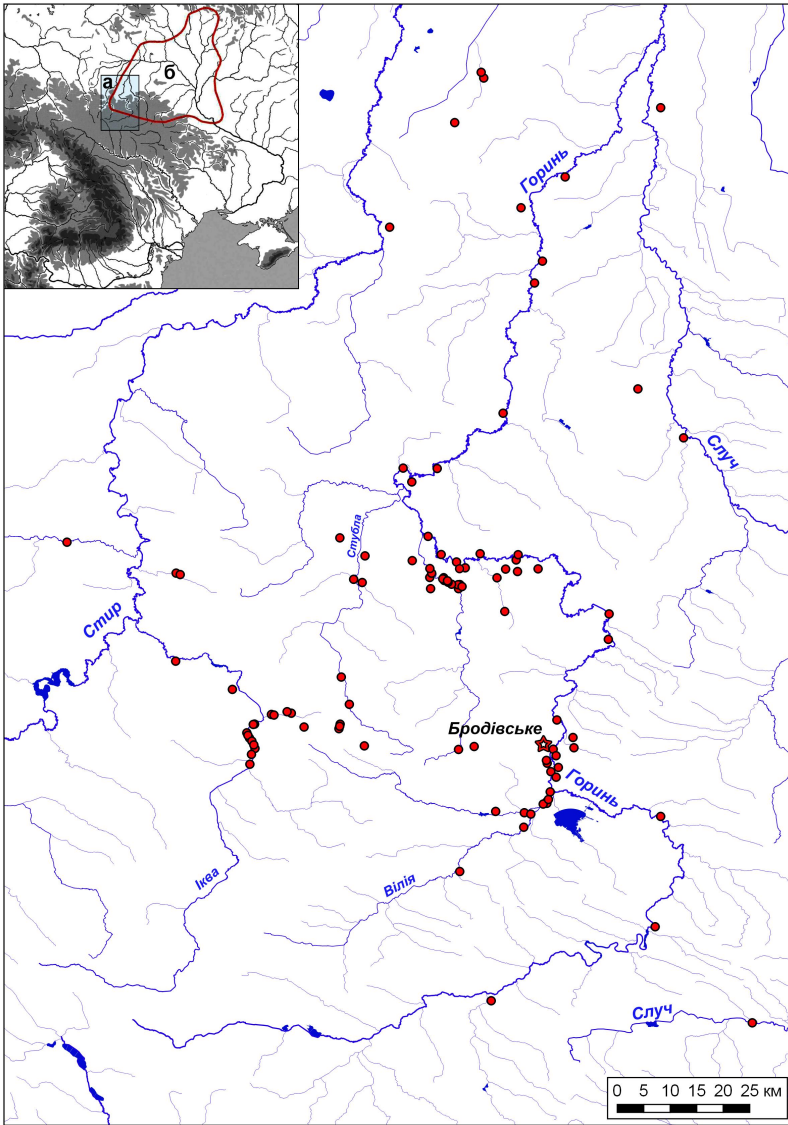 а
б
Горинь
Случ
Стубла
Стир
Бродівське
Горинь
Іква
Вілія
Случ
0 5 10 15 20 25 км